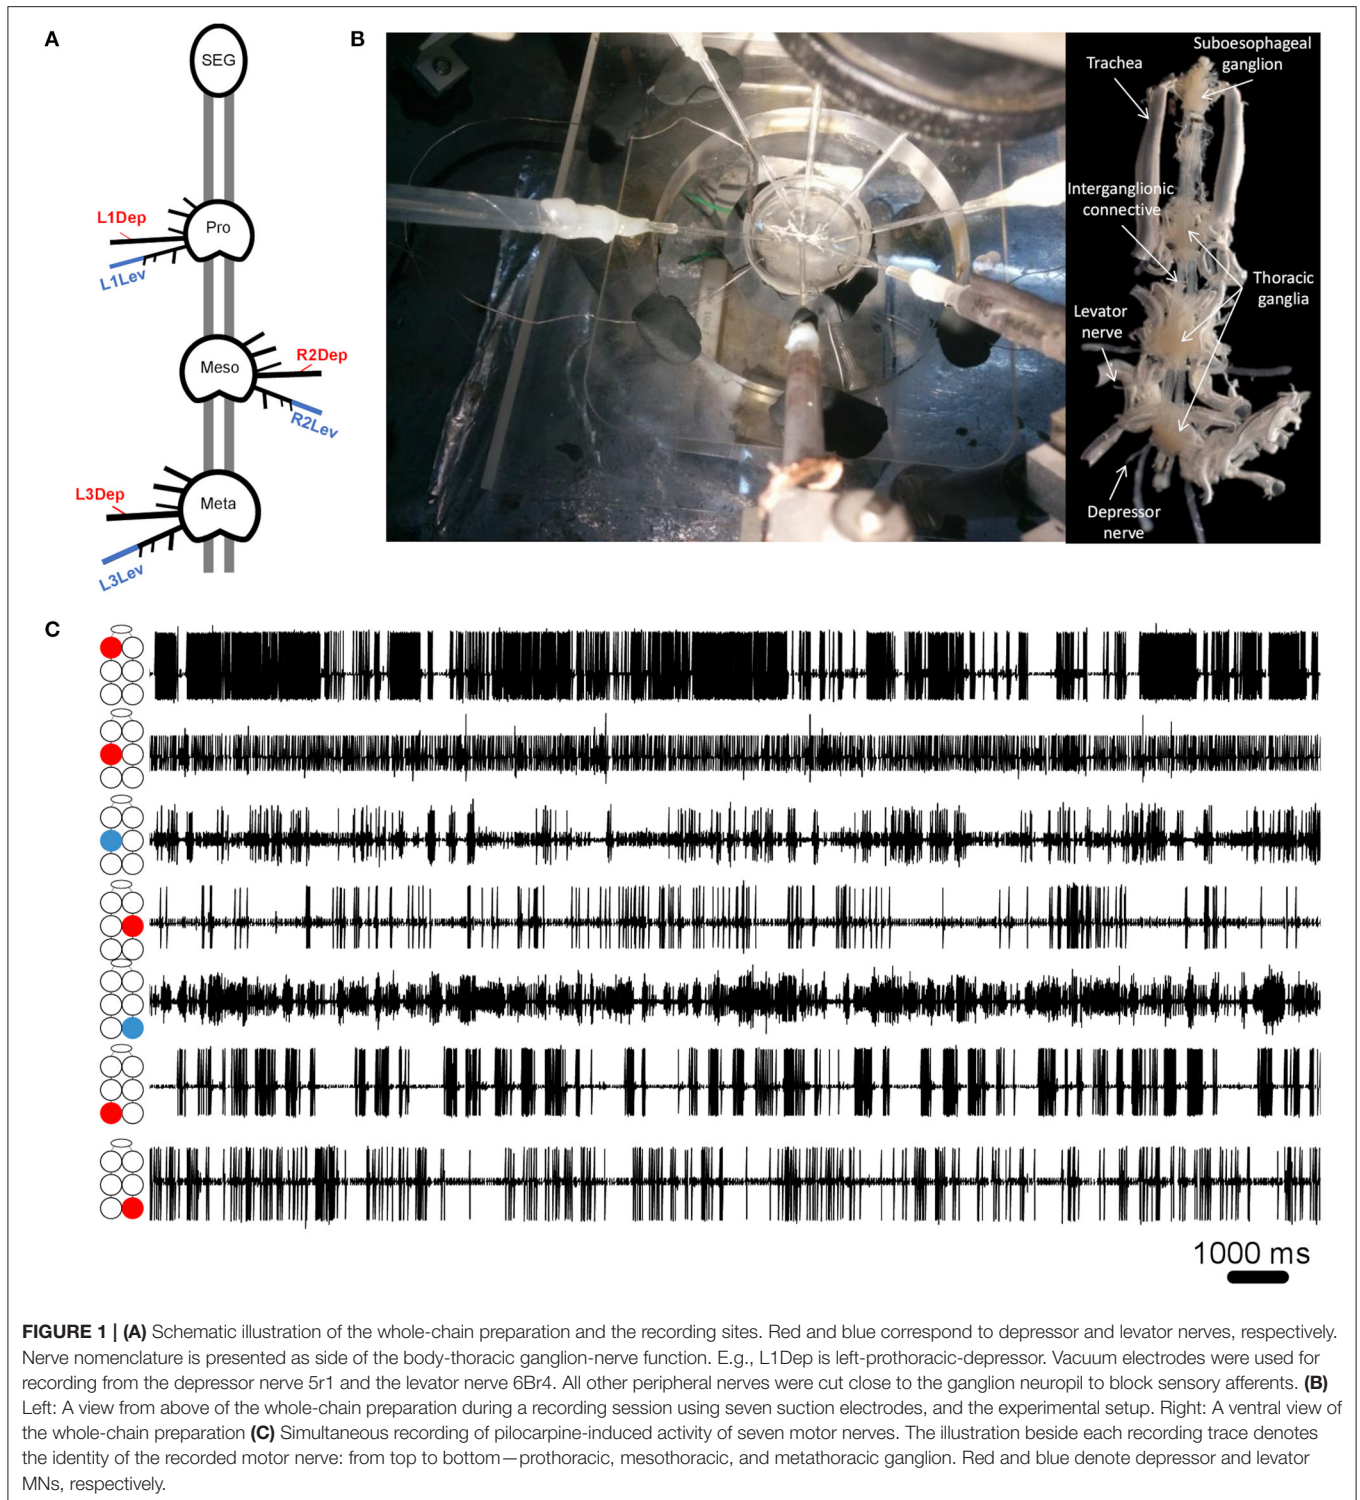 A
SEG
L1Dep
Pro
L1Lev
R2Dep
Meso
R2Lev
L3Dep
Meta
L3Lev
B
Suboesophageal
ganglion
Trachea
Interganglionic
connective
Thoracic
ganglia
Levator
nerve
Depressor
nerve
C
1000 ms
FIGURE 1 | (A) Schematic illustration of the whole-chain preparation and the recording sites. Red and blue correspond to depressor and levator nerves, respectively.
Nerve nomenclature is presented as side of the body-thoracic ganglion-nerve function. E.g., L1Dep is left-prothoracic-depressor. Vacuum electrodes were used for
recording from the depressor nerve 5r1 and the levator nerve 6Br4. All other peripheral nerves were cut close to the ganglion neuropil to block sensory afferents. (B)
Left: A view from above of the whole-chain preparation during a recording session using seven suction electrodes, and the experimental setup. Right: A ventral view of
the whole-chain preparation (C) Simultaneous recording of pilocarpine-induced activity of seven motor nerves. The illustration beside each recording trace denotes
the identity of the recorded motor nerve: from top to bottom—prothoracic, mesothoracic, and metathoracic ganglion. Red and blue denote depressor and levator
MNs, respectively.